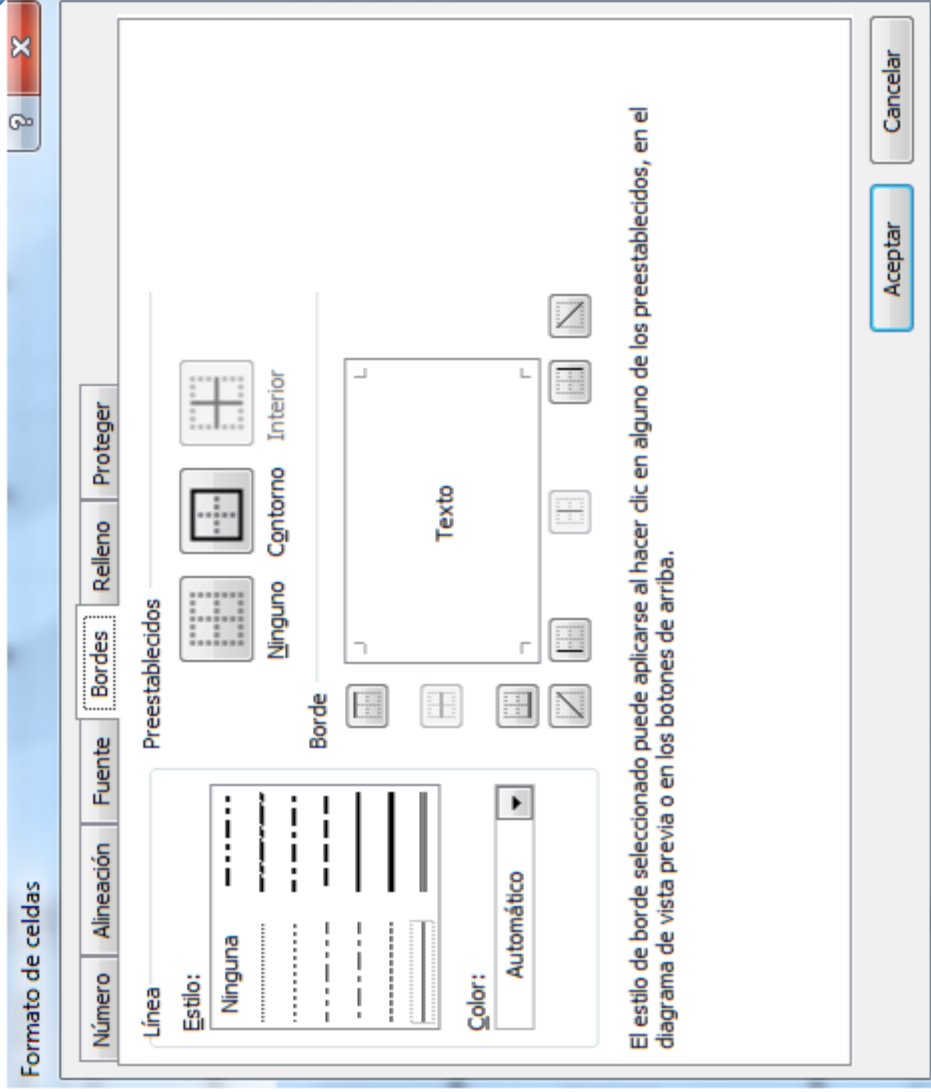 Formato de celdas
Número Alineación Fuente Bordes Relleno Proteger
Línea
Estilo:
Ninguna
Color:
Automático
Preestablecidos
Ninguno Contorno Interior
Borde
Texto
El estilo de borde seleccionado puede aplicarse al hacer clic en alguno de los preestablecidos, en el
diagrama de vista previa o en los botones de arriba.
Aceptar Cancelar